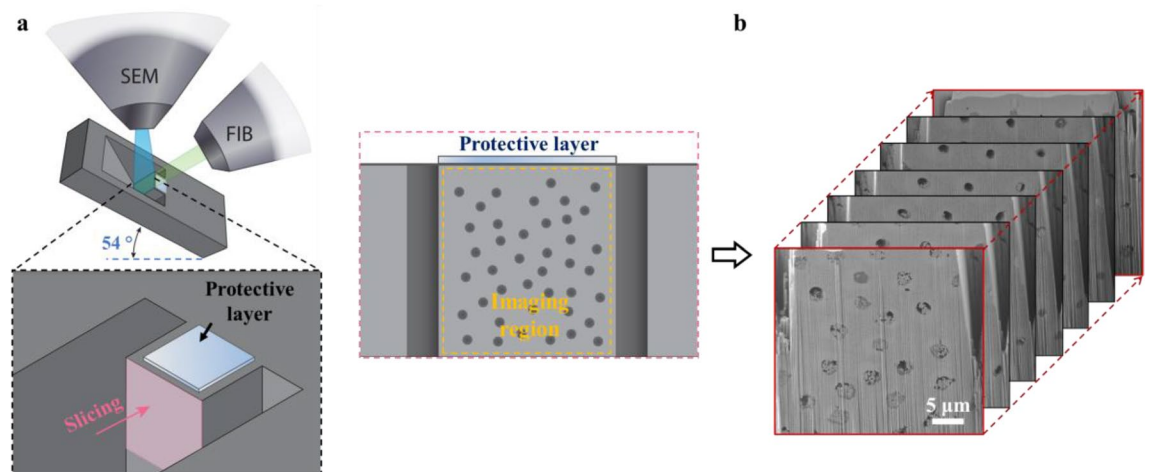 a
SEM
FIB
54 °
Protective
layer
Slicing
Protective layer
Imaging
region
b
5 μm